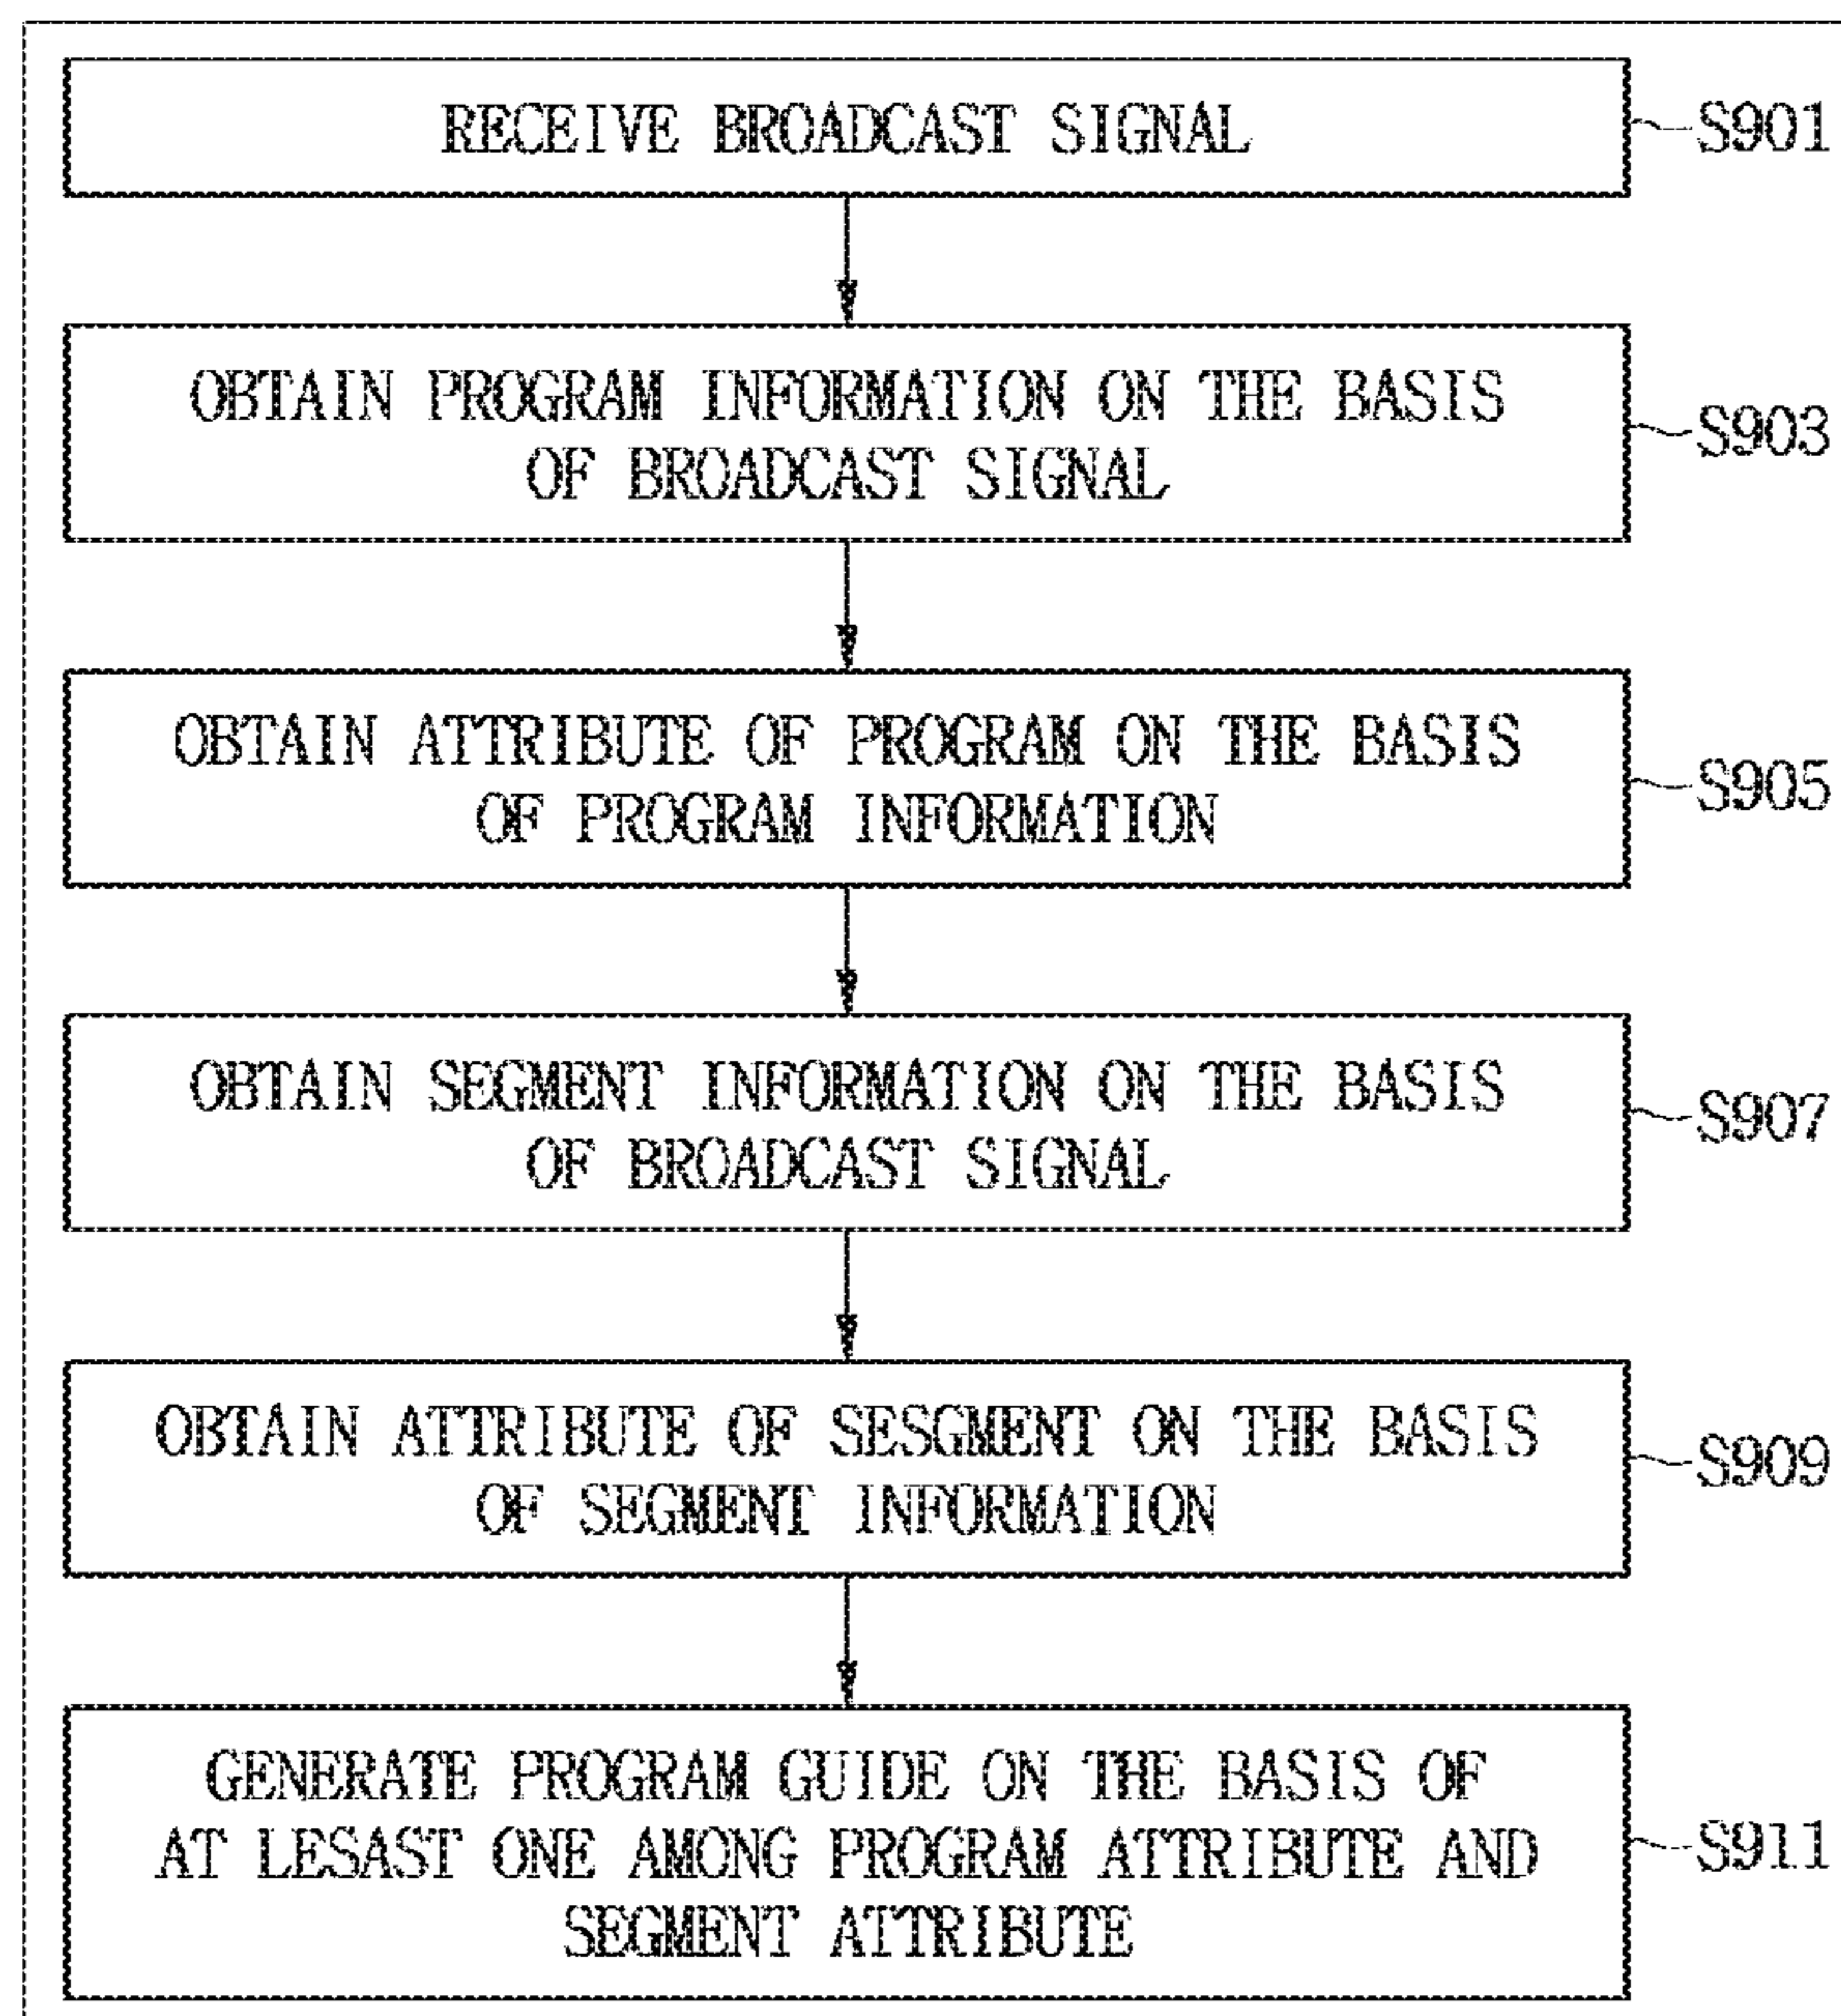 RECEIVE BROADCAST SIGNAL
S901
OBTAIN PROGRAM INFORMATION ON THE BASIS
OF BROADCAST SIGNAL
S903
OBTAIN ATTRIBUTE OF PROGRAM ON THE BASIS
OF PROGRAM INFORMATION
S905
OBTAIN SEGMENT INFORMATION ON THE BASIS
OF BROADCAST SIGNAL
S907
OBTAIN ATTRIBUTE OF SESGMENT ON THE BASIS
OF SEGMENT INFORMATION
S909
GENERATE PROGRAM GUIDE ON THE BASIS OF
AT LESAST ONE AMONG PROGRAM ATTRIBUTE AND
SEGMENT ATTRIBUTE
S911